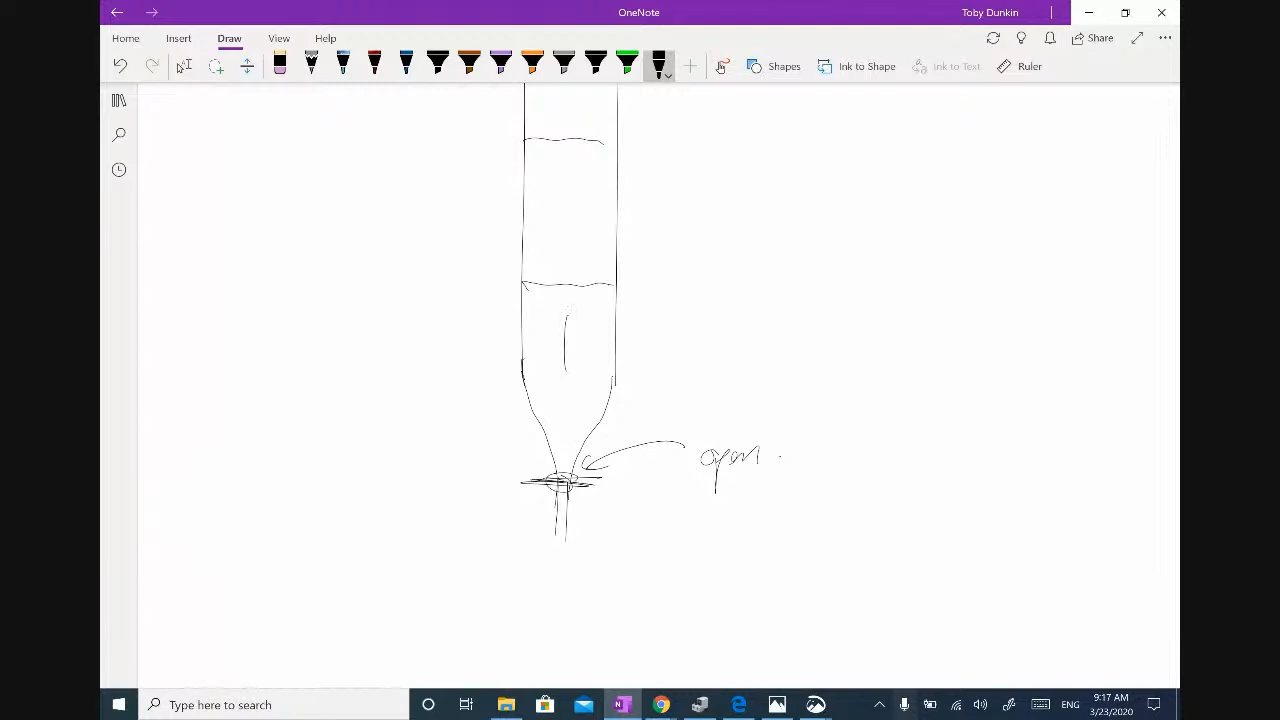 OneNote
Toby Dunkin
Home Insert Draw View Help
Share
Shapes Ink to Shape Ink to Text Ruler
open.
Type here to search
ENG
9:17 AM
3/23/2020